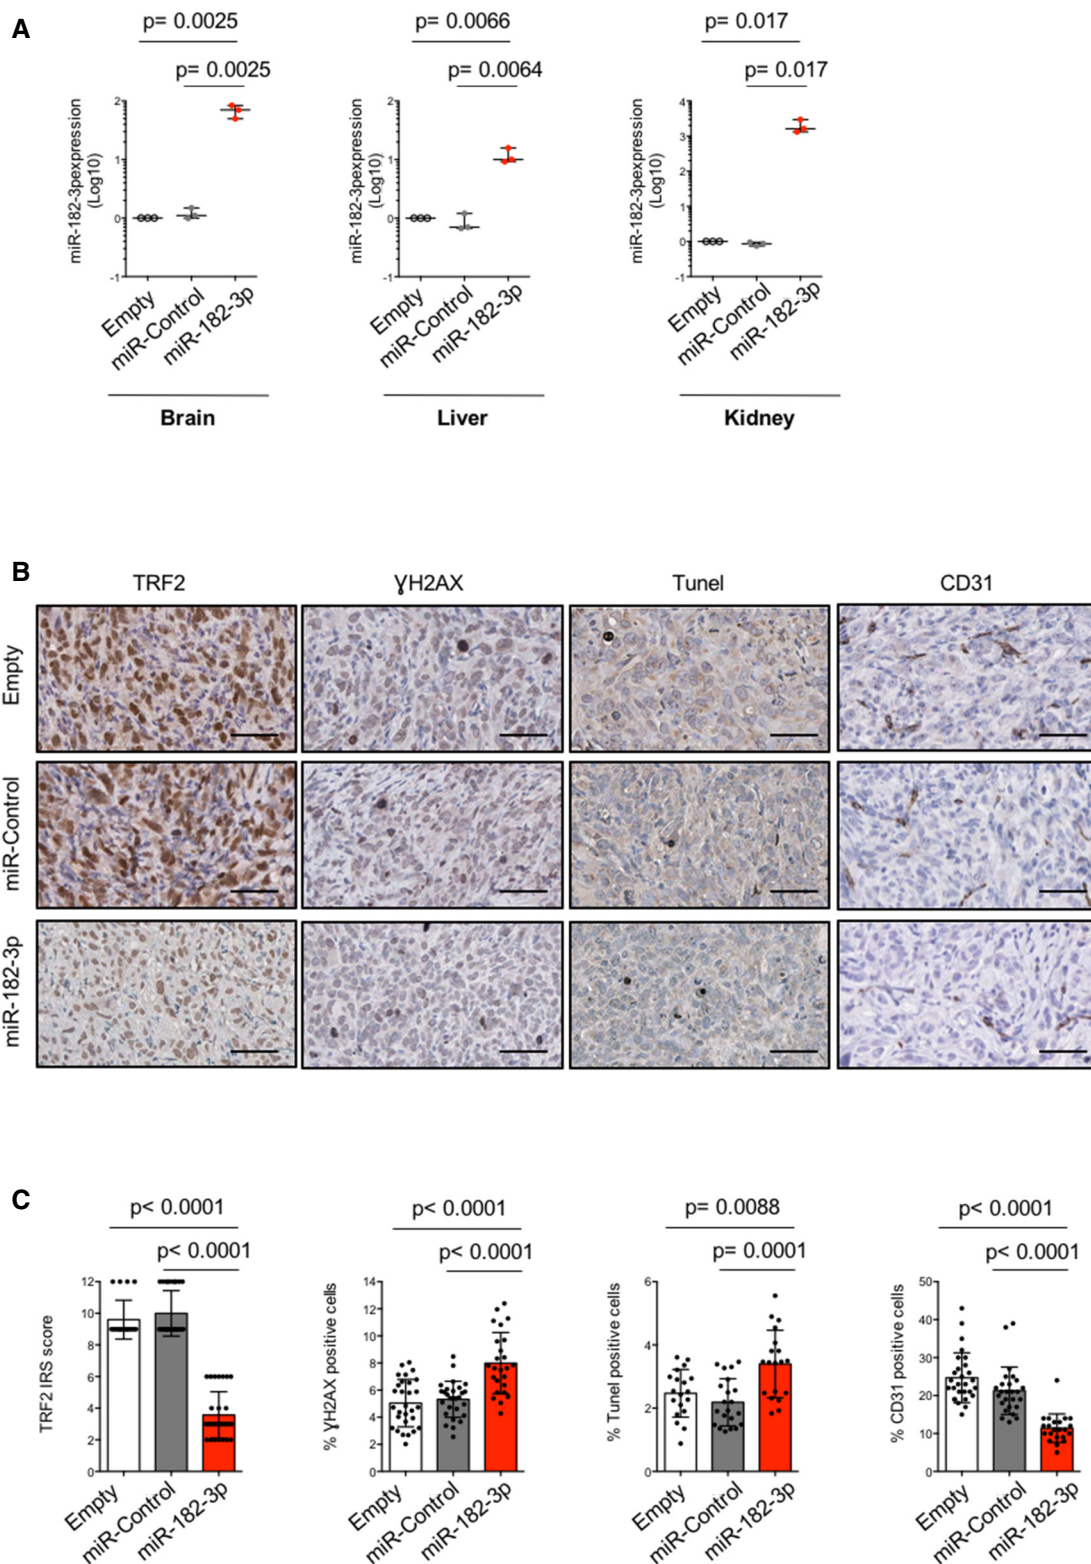 A
p= 0.0025
p= 0.0066
p= 0.017
p= 0.0025
p= 0.0064
p= 0.017
miR-182-3pexpression
(Log10)
2
1
0
-1
Empty
miR-Control
miR-182-3p
Brain
miR-182-3pexpression
(Log10)
2
1
0
-1
Empty
miR-Control
miR-182-3p
Liver
miR-182-3pexpression
(Log10)
4
3
2
1
0
-1
Empty
miR-Control
miR-182-3p
Kidney
B
TRF2
ƔH2AX
Tunel
CD31
Empty
miR-Control
miR-182-3p
C
p< 0.0001
p< 0.0001
p= 0.0088
p< 0.0001
p< 0.0001
p< 0.0001
p= 0.0001
p< 0.0001
TRF2 IRS score
12
10
8
6
4
2
0
Empty
miR-Control
miR-182-3p
% ƔH2AX positive cells
14
12
10
8
6
4
2
0
Empty
miR-Control
miR-182-3p
% Tunel positive cells
6
4
2
0
Empty
miR-Control
miR-182-3p
% CD31 positive cells
50
40
30
20
10
0
Empty
miR-Control
miR-182-3p